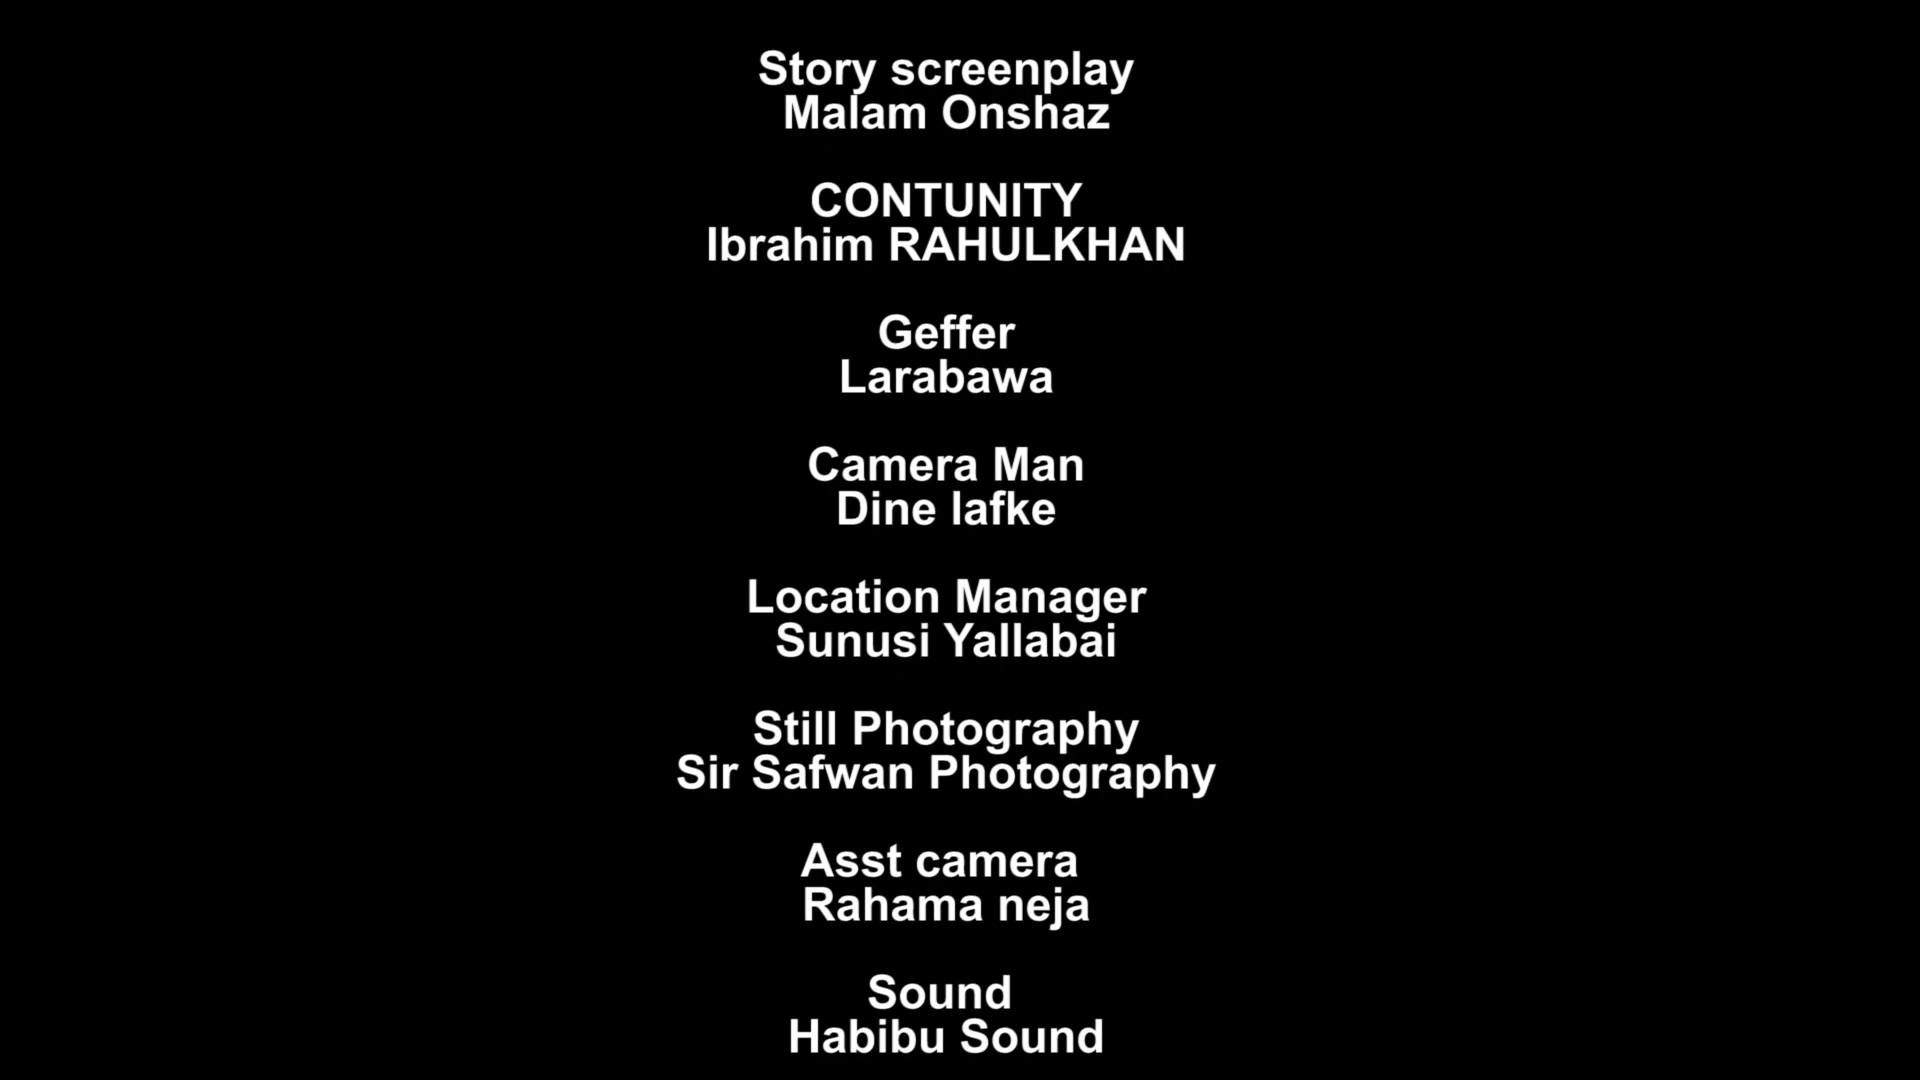 Story screenplay
Malam Onshaz
CONTUNITY
Ibrahim RAHULKHAN
Geffer
Larabawa
Camera Man
Dine lafke
Location Manager
Sunusi Yallabai
Still Photography
Sir Safwan Photography
Asst camera
Rahama neja
Sound
Habibu Sound